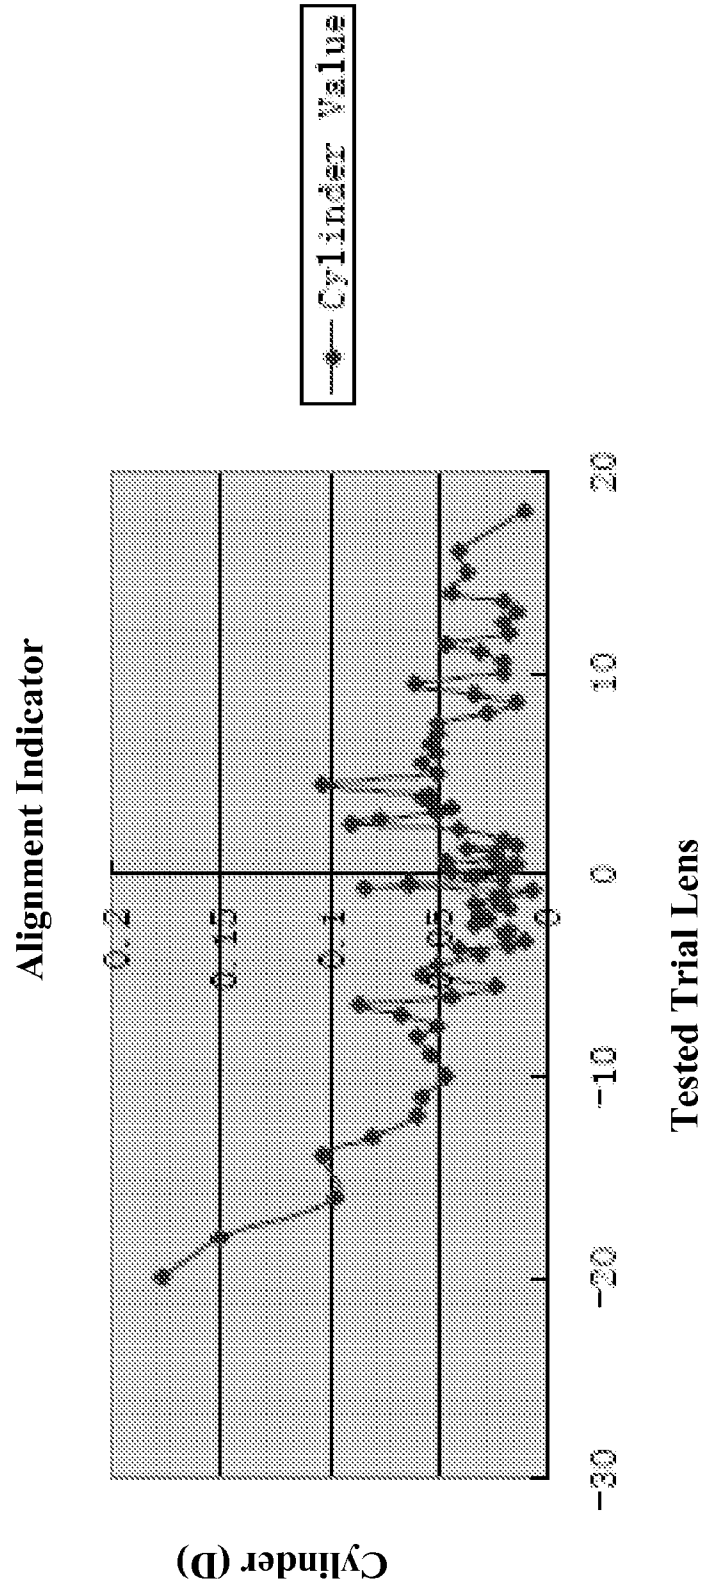 Alignment Indicator
Cylinder (D)
0.2
0.15
0.1
0.05
0
-30
-20
-10
0
10
20
Tested Trial Lens
Cylinder Value